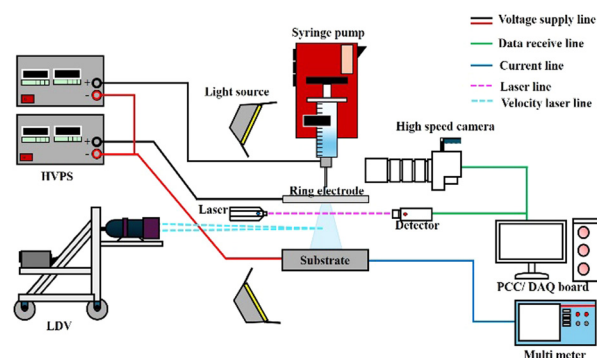 Syringe pump
Voltage supply line
Data receive line
Current line
Laser line
Velocity laser line
Light source
High speed camera
+
-
+
-
HVPS
Ring electrode
Laser
Detector
Substrate
PCC/ DAQ board
LDV
Multi meter